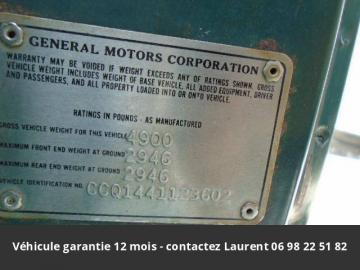 GENERAL MOTORS CORPORATION
WARRANTY MAY BE VOIDED IF WEIGHT EXCEEDS ANY OF RATINGS SHOWN. GROSS
VEHICLE WEIGHT INCLUDES WEIGHT OF BASE VEHICLE, ALL ADDED EQUIPMENT, DRIVER
AND PASSENGERS, AND ALL PROPERTY LOADED INTO OR ONTO VEHICLE.
RATINGS IN POUNDS - AS MANUFACTURED
GROSS VEHICLE WEIGHT FOR THIS VEHICLE 4900
MAXIMUM FRONT END WEIGHT AT GROUND 2946
MAXIMUM REAR END WEIGHT AT GROUND 2946
VEHICLE IDENTIFICATION NO. CCQ1441123602
Véhicule garantie 12 mois - contactez Laurent 06 98 22 51 82